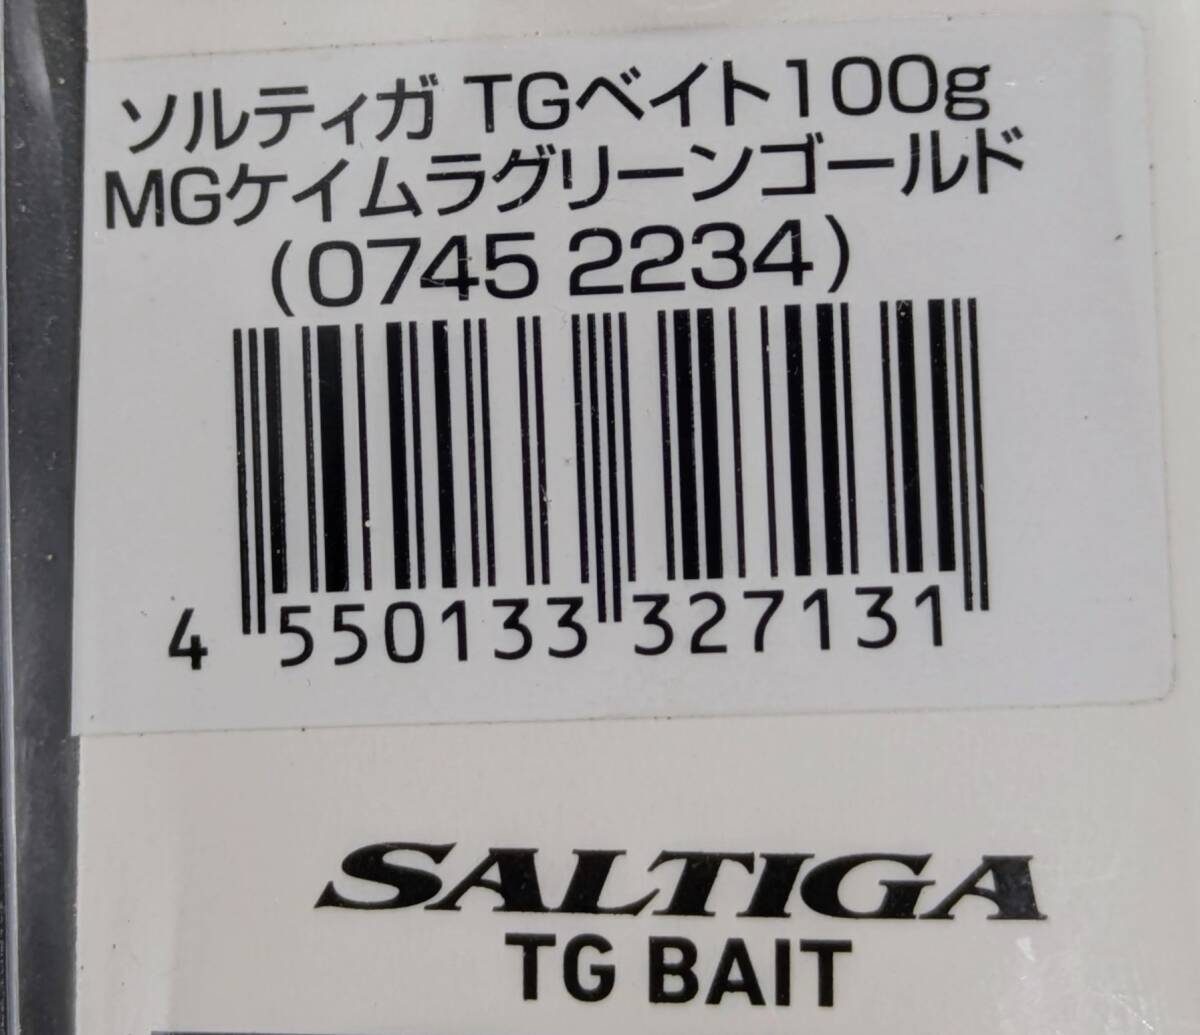 ソルティガ TGベイト100g
MGケイムラグリーンゴールド
(0745 2234)
4 550133 327131
SALTIGA
TG BAIT